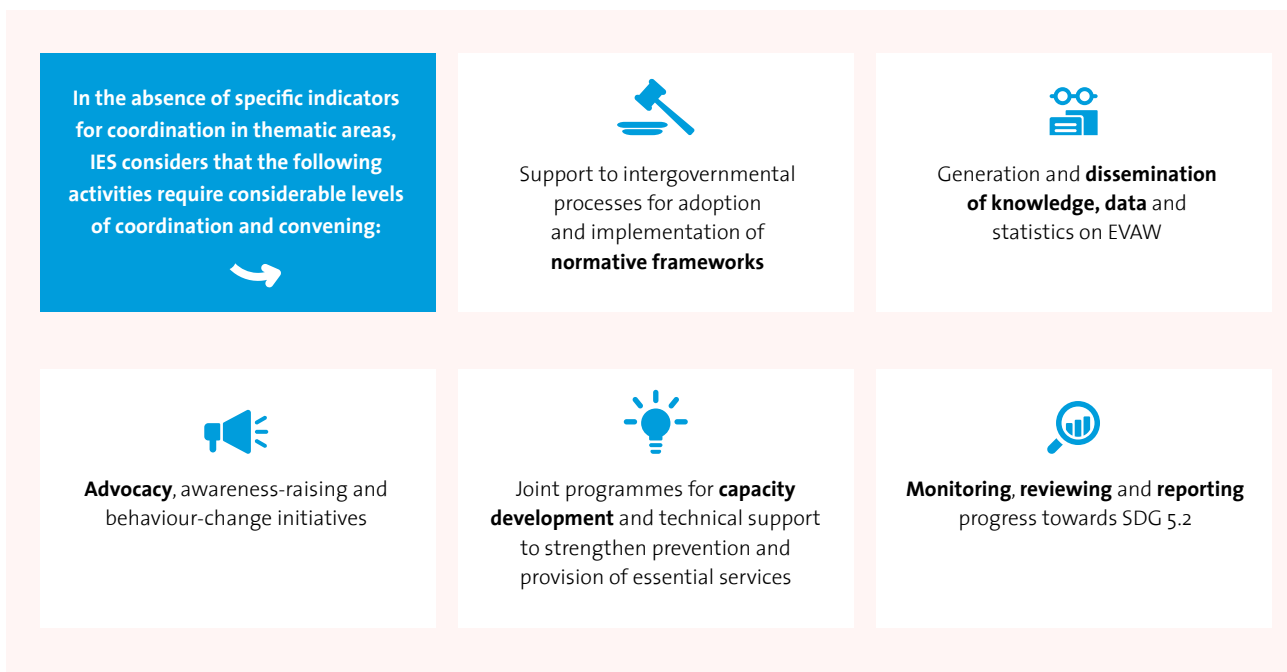 In the absence of specific indicators
for coordination in thematic areas,
IES considers that the following
activities require considerable levels
of coordination and convening:
Support to intergovernmental
processes for adoption
and implementation of
normative frameworks
Generation and dissemination
of knowledge, data and
statistics on EVAW
Advocacy, awareness-raising and
behaviour-change initiatives
Joint programmes for capacity
development and technical support
to strengthen prevention and
provision of essential services
Monitoring, reviewing and reporting
progress towards SDG 5.2